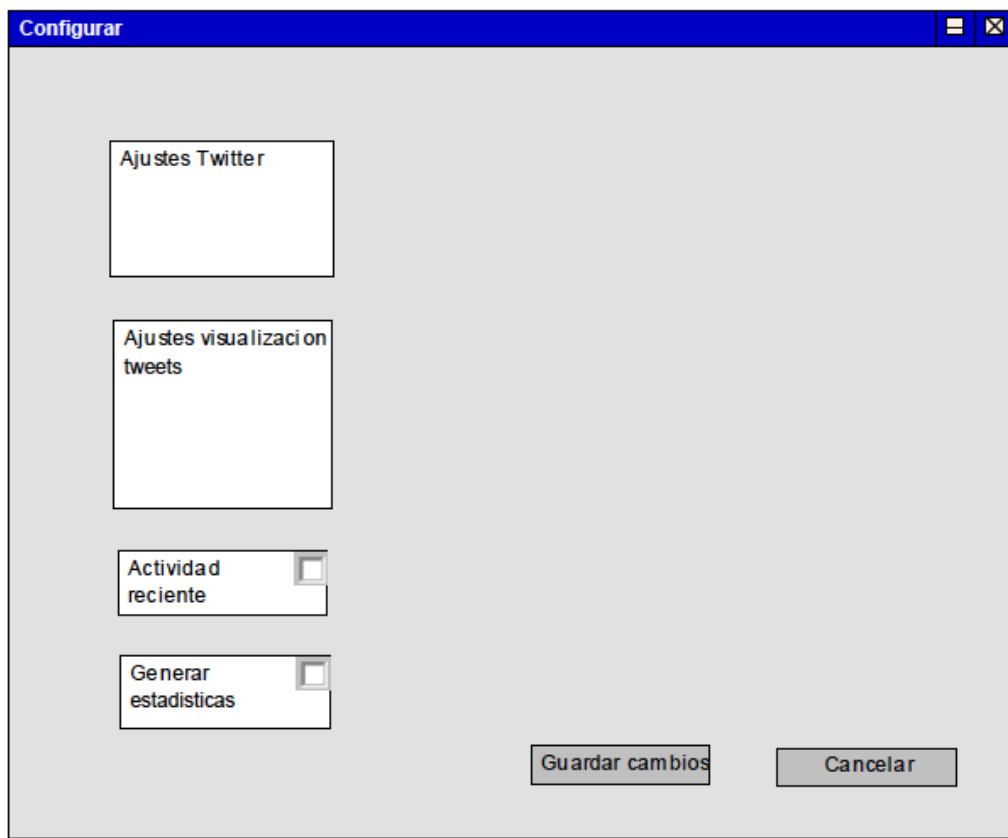 Configurar
Ajustes Twitter
Ajustes visualizacion
tweets
Actividad
reciente
Generar
estadisticas
Guardar cambios
Cancelar